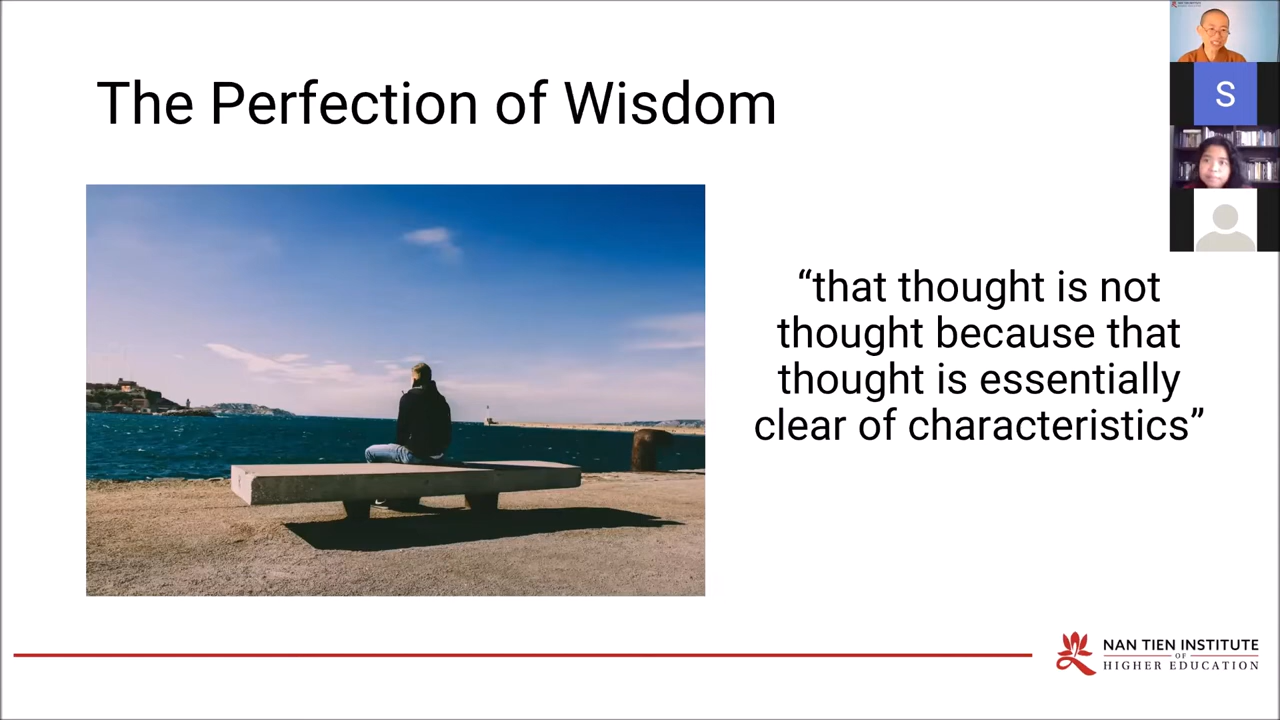 The Perfection of Wisdom
S
“that thought is not
thought because that
thought is essentially
clear of characteristics”
NAN TIEN INSTITUTE
OF
HIGHER EDUCATION